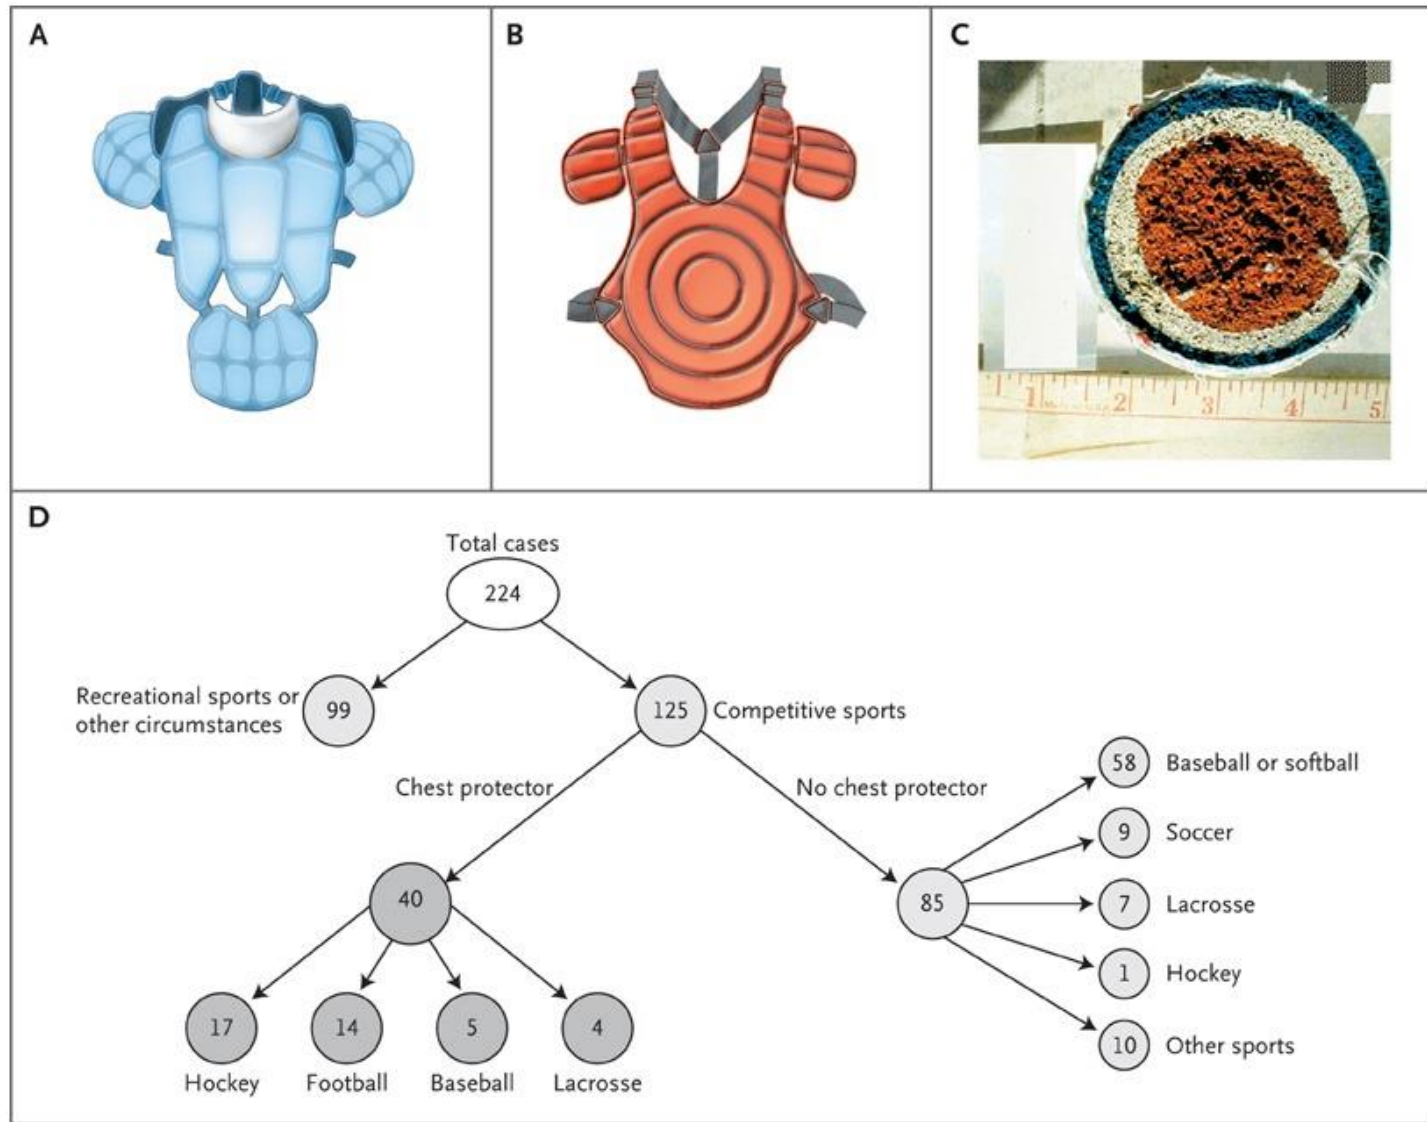 A
B
C
1
2
3
4
5
D
Total cases
224
Recreational sports or
other circumstances
99
125
Competitive sports
Chest protector
No chest protector
40
85
58
Baseball or softball
9
Soccer
7
Lacrosse
1
Hockey
10
Other sports
17
14
5
4
Hockey
Football
Baseball
Lacrosse